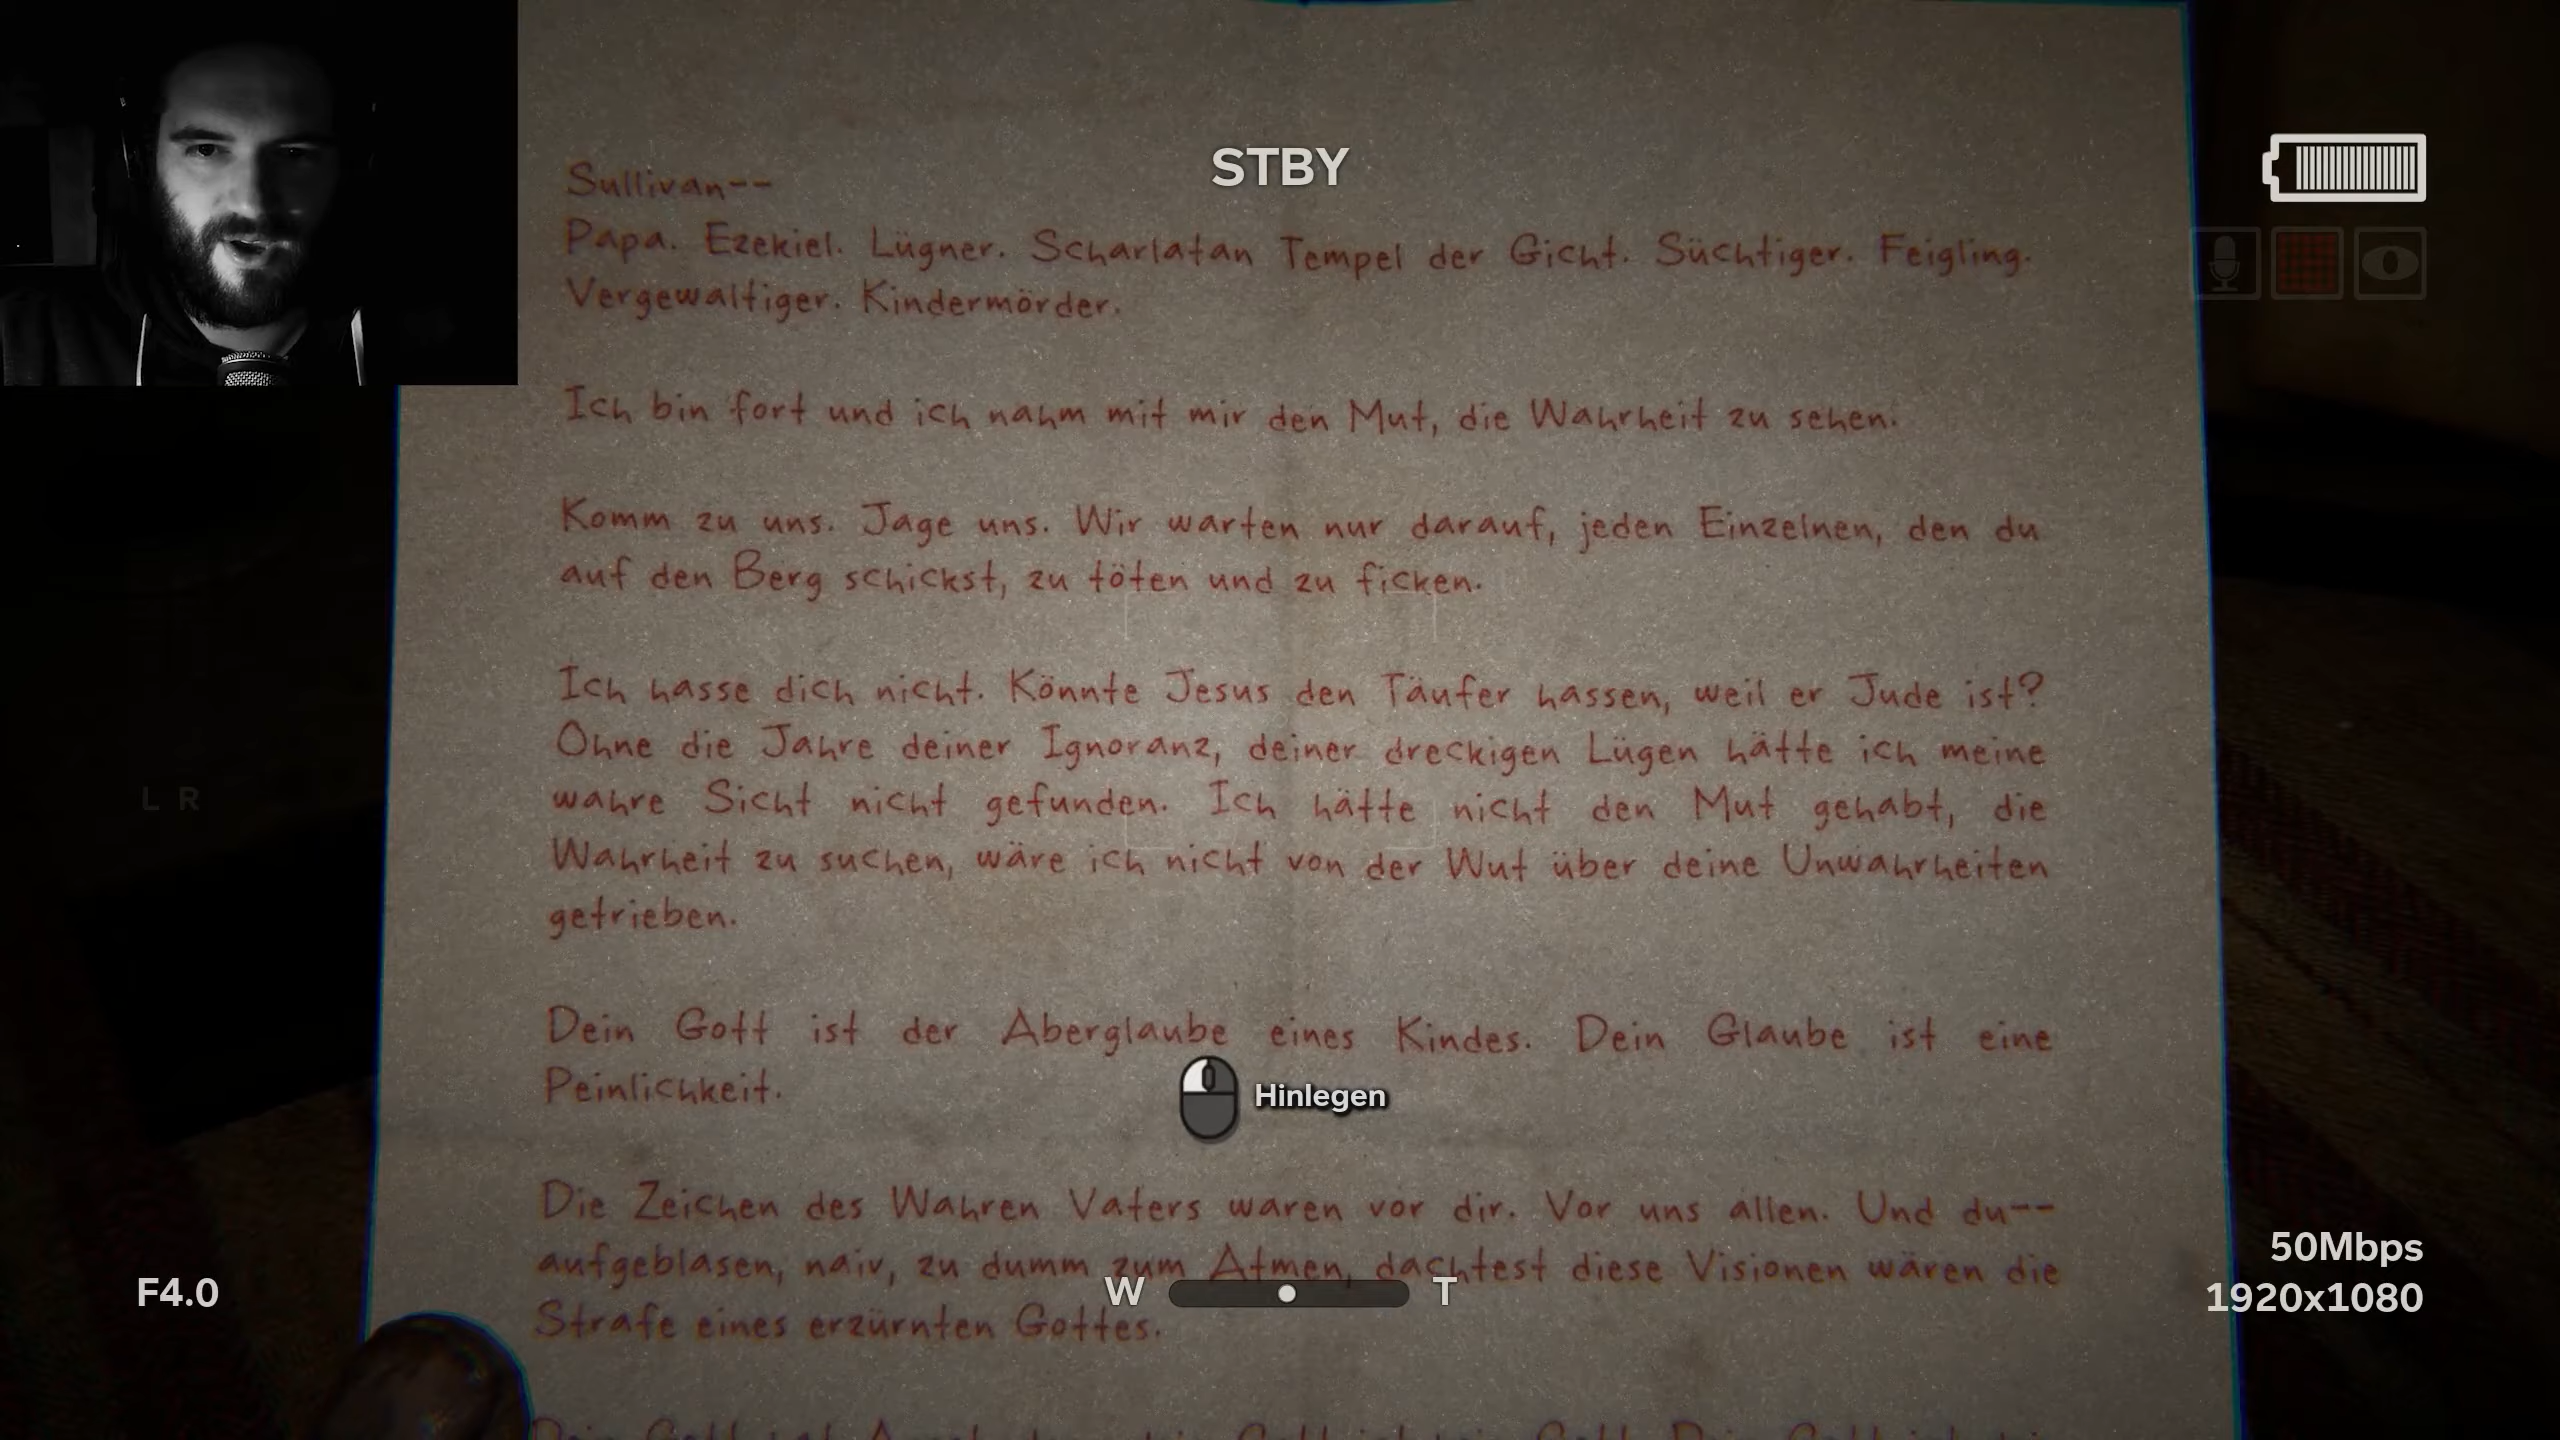 STBY
Sullivan--
Papa. Ezekiel. Lügner. Scharlatan Tempel der Gicht. Süchtiger. Feigling.
Vergewaltiger. Kindermörder.
Ich bin fort und ich nahm mit mir den Mut, die Wahrheit zu sehen.
Komm zu uns. Jage uns. Wir warten nur darauf, jeden Einzelnen, den du
auf den Berg schickst, zu töten und zu ficken.
Ich hasse dich nicht. Könnte Jesus den Täufer hassen, weil er Jude ist?
Ohne die Jahre deiner Ignoranz, deiner dreckigen Lügen hätte ich meine
L R
wahre Sicht nicht gefunden. Ich hätte nicht den Mut gehabt, die
Wahrheit zu suchen, wäre ich nicht von der Wut über deine Unwahrheiten
getrieben.
Dein Gott ist der Aberglaube eines Kindes. Dein Glaube ist eine
Peinlichkeit.
Hinlegen
Die Zeichen des Wahren Vaters waren vor dir. Vor uns allen. Und du--
aufgeblasen, naiv, zu dumm zum Atmen, dachtest diese Visionen wären die
Strafe eines erzürnten Gottes.
F4.0
W T
50Mbps
1920x1080